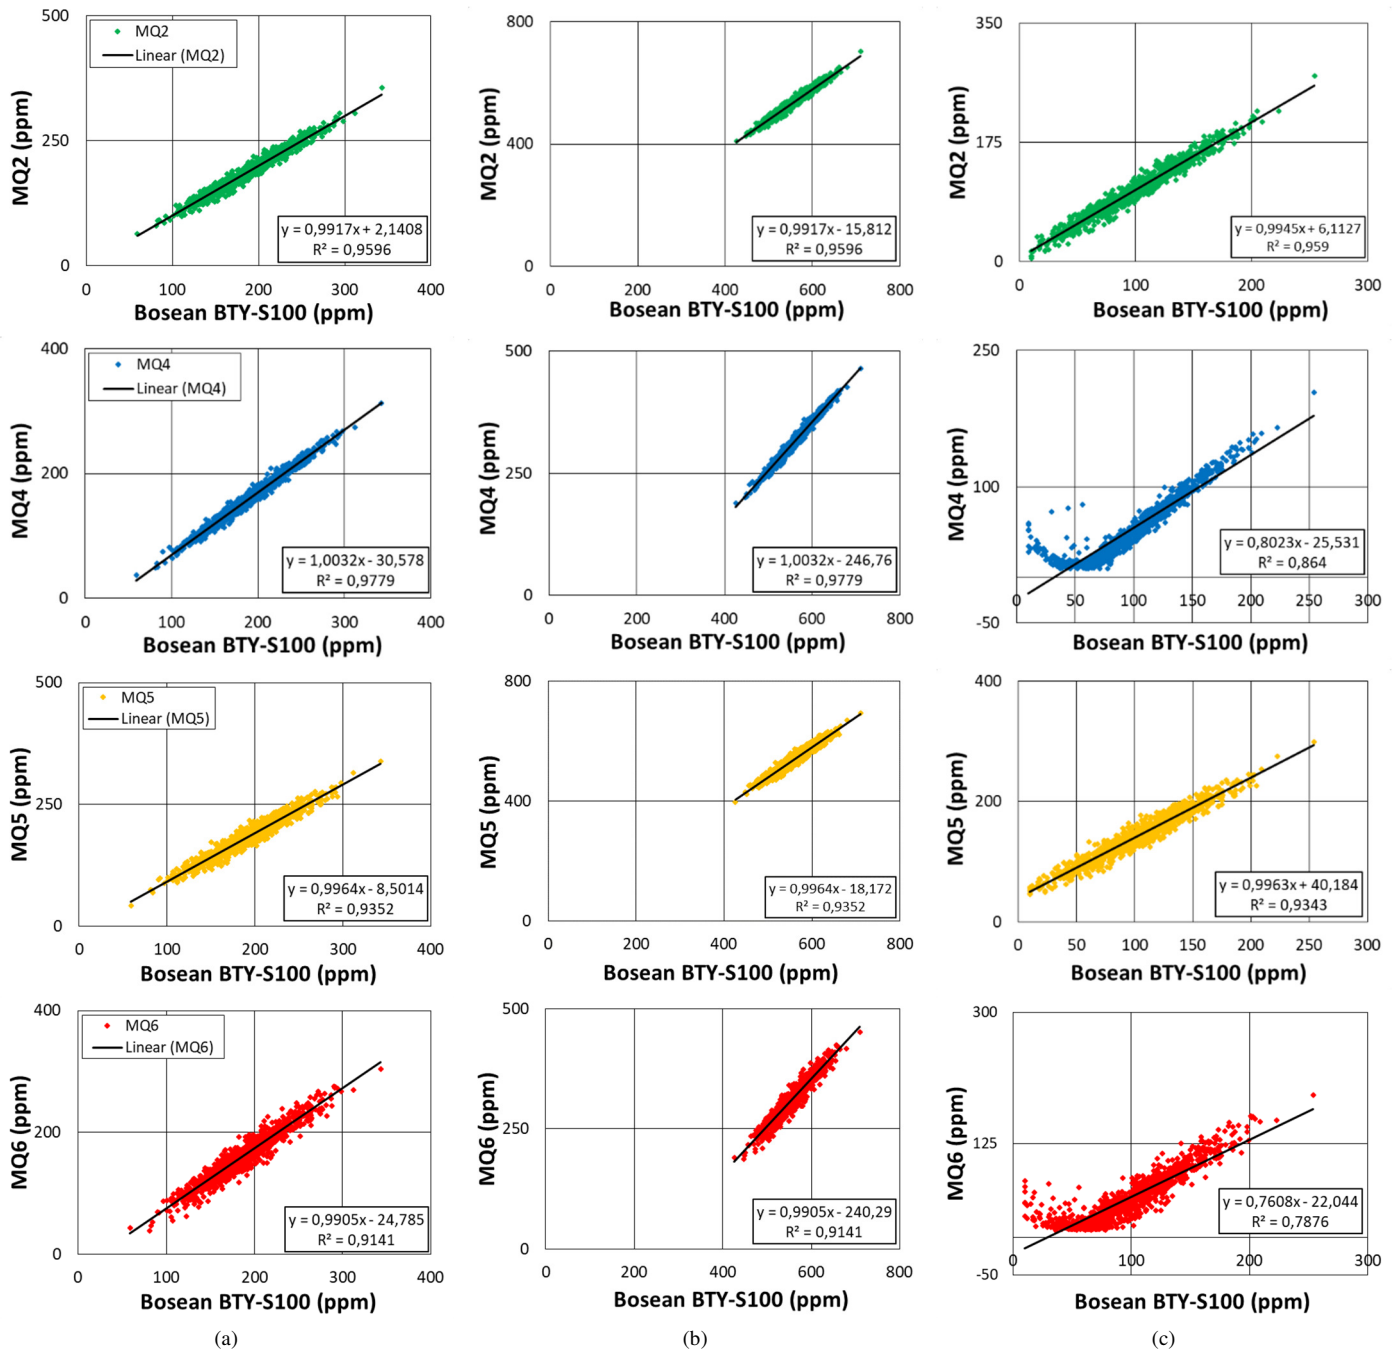 500
250
0
0
100
200
300
400
MQ2 (ppm)
MQ2
Linear (MQ2)
y = 0,9917x + 2,1408
R² = 0,9596
Bosean BTY-S100 (ppm)
800
400
0
0
200
400
600
800
MQ2 (ppm)
y = 0,9917x - 15,812
R² = 0,9596
Bosean BTY-S100 (ppm)
350
175
0
0
100
200
300
MQ2 (ppm)
y = 0,9945x + 6,1127
R² = 0,959
Bosean BTY-S100 (ppm)
400
200
0
0
100
200
300
400
MQ4 (ppm)
MQ4
Linear (MQ4)
y = 1,0032x - 30,578
R² = 0,9779
Bosean BTY-S100 (ppm)
500
250
0
0
200
400
600
800
MQ4 (ppm)
y = 1,0032x - 246,76
R² = 0,9779
Bosean BTY-S100 (ppm)
250
100
-50
0
50
100
150
200
250
300
MQ4 (ppm)
y = 0,8023x - 25,531
R² = 0,864
Bosean BTY-S100 (ppm)
500
250
0
0
100
200
300
400
MQ5 (ppm)
MQ5
Linear (MQ5)
y = 0,9964x - 8,5014
R² = 0,9352
Bosean BTY-S100 (ppm)
800
400
0
0
200
400
600
800
MQ5 (ppm)
y = 0,9964x - 18,172
R² = 0,9352
Bosean BTY-S100 (ppm)
400
200
0
0
50
100
150
200
250
300
MQ5 (ppm)
y = 0,9963x + 40,184
R² = 0,9343
Bosean BTY-S100 (ppm)
400
200
0
0
100
200
300
400
MQ6 (ppm)
MQ6
Linear (MQ6)
y = 0,9905x - 24,785
R² = 0,9141
Bosean BTY-S100 (ppm)
500
250
0
0
200
400
600
800
MQ6 (ppm)
y = 0,9905x - 240,29
R² = 0,9141
Bosean BTY-S100 (ppm)
300
125
-50
0
100
200
300
MQ6 (ppm)
y = 0,7608x - 22,044
R² = 0,7876
Bosean BTY-S100 (ppm)
(a)
(b)
(c)